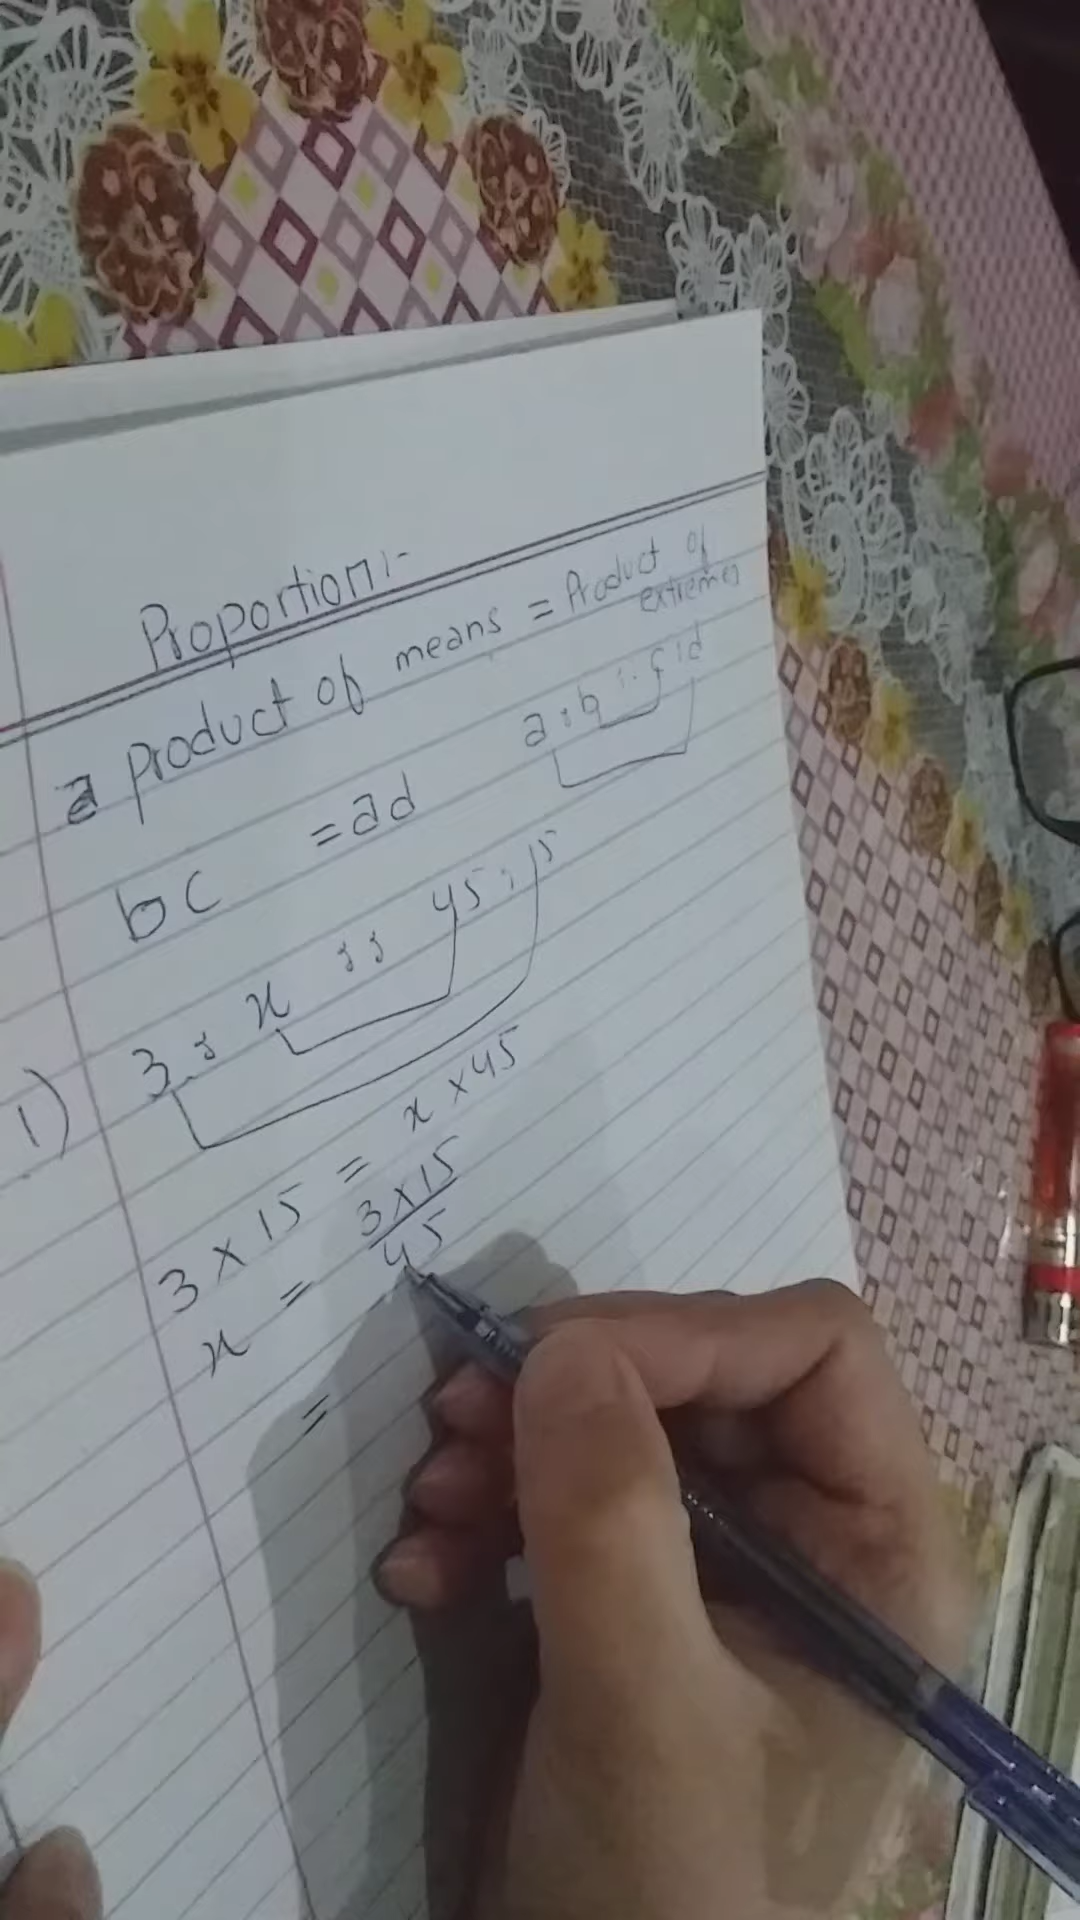 Proportion:-
product of means = Product of extremes
a : b :: c : d
bc = ad
1) 3 : x :: 45 : 15
3 × 15 = x × 45
x = 3×15/45
=